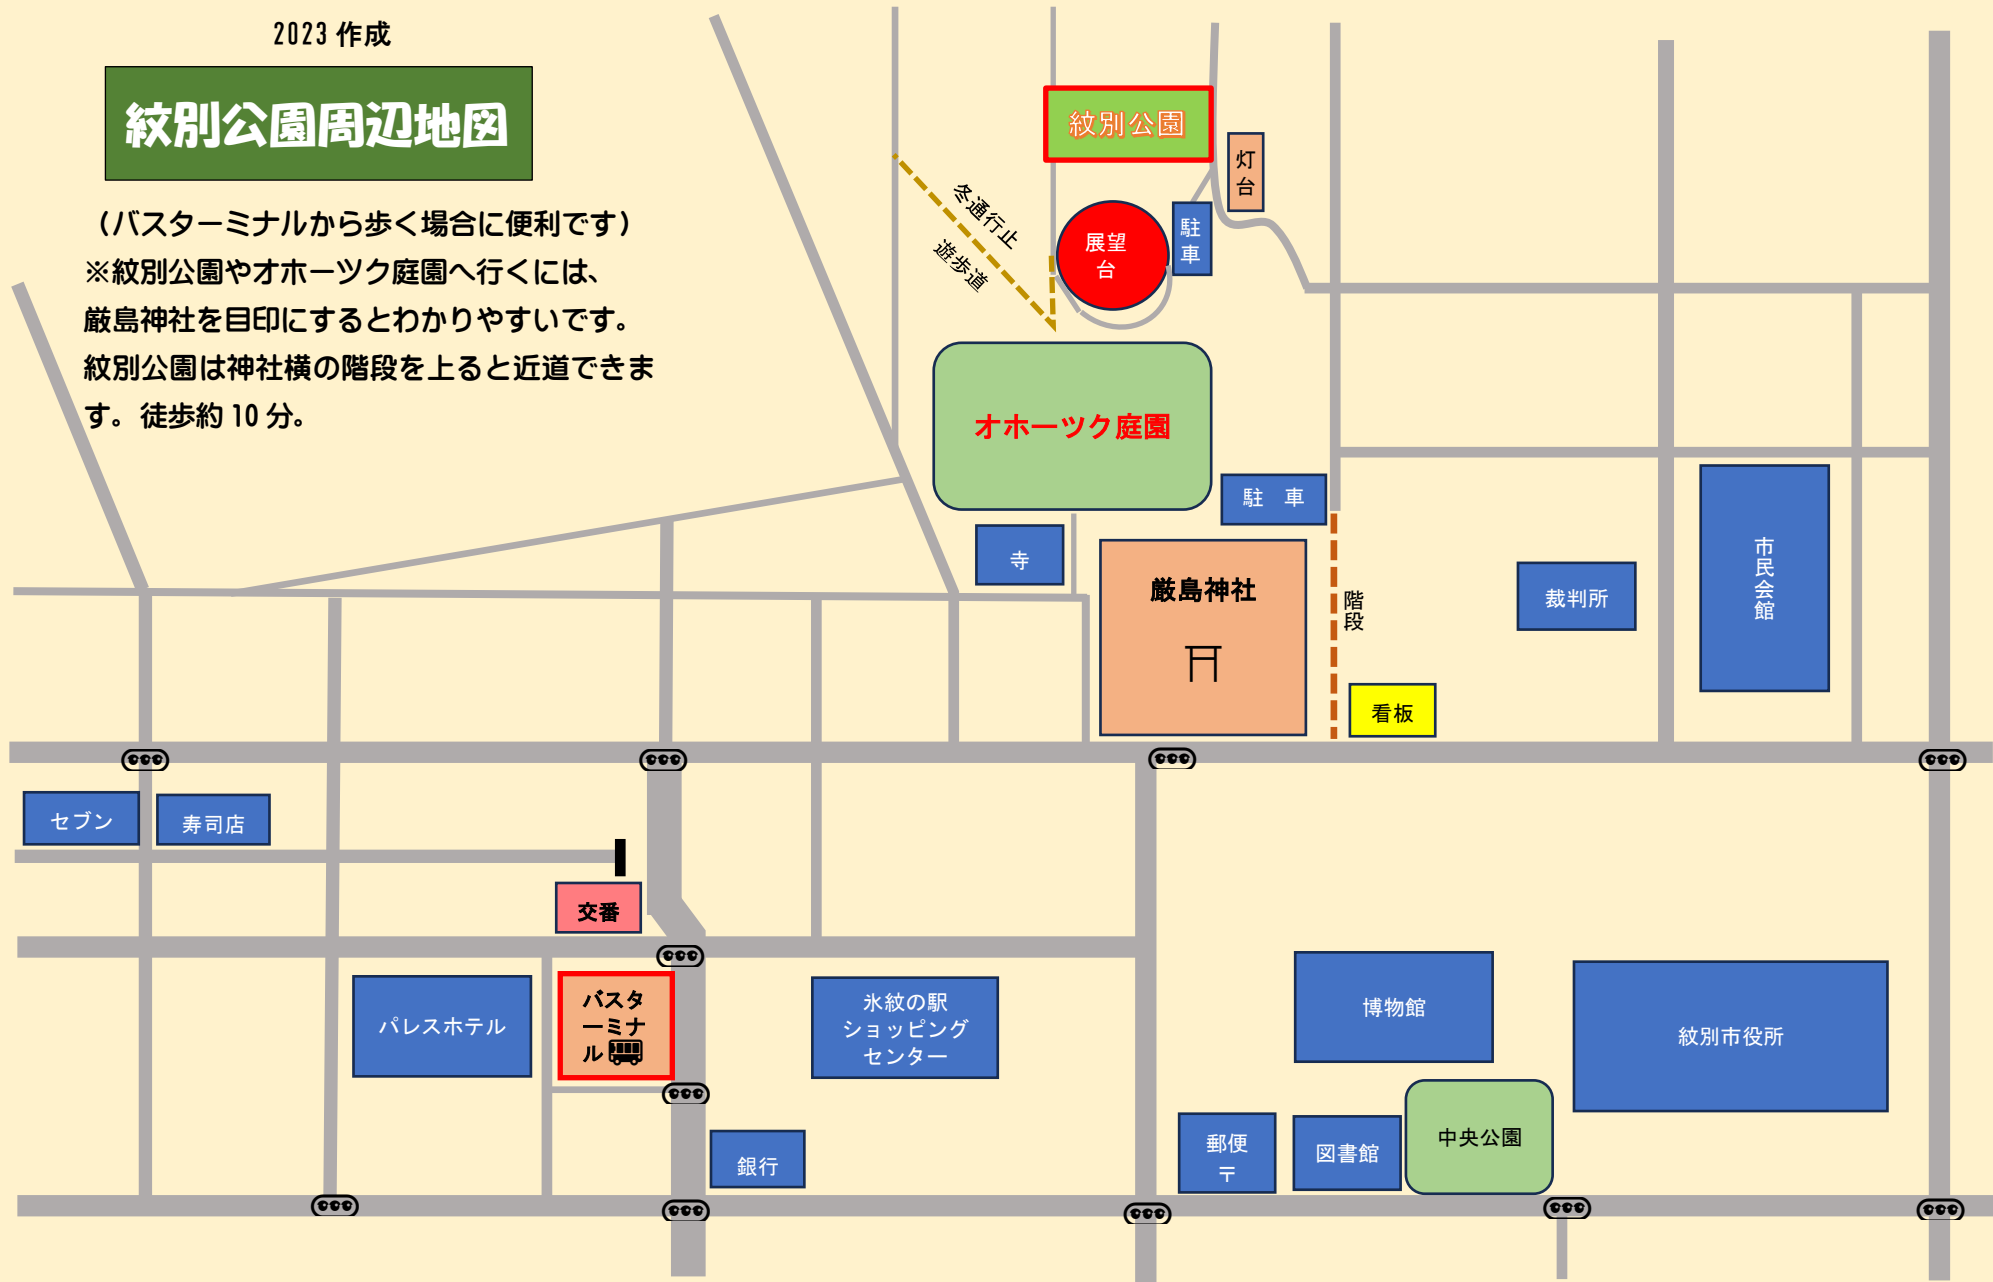 2023 作成
紋別公園周辺地図
（バスターミナルから歩く場合に便利です）
※紋別公園やオホーツク庭園へ行くには、
厳島神社を目印にするとわかりやすいです。
紋別公園は神社横の階段を上ると近道できま
す。徒歩約 10 分。
紋別公園
灯
台
冬通行止
遊歩道
展望
台
駐
車
オホーツク庭園
駐　車
寺
厳島神社
階
段
看板
裁判所
市
民
会
館
セブン
寿司店
交番
パレスホテル
バスタ
ーミナ
ル
氷紋の駅
ショッピング
センター
銀行
博物館
紋別市役所
郵便
〒
図書館
中央公園